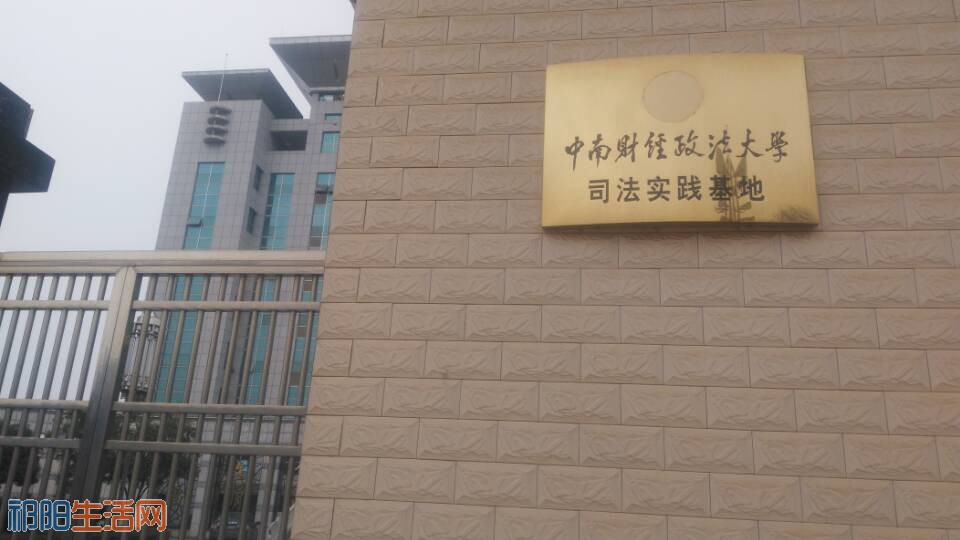 中南财经政法大学
司法实践基地
祁阳生活网